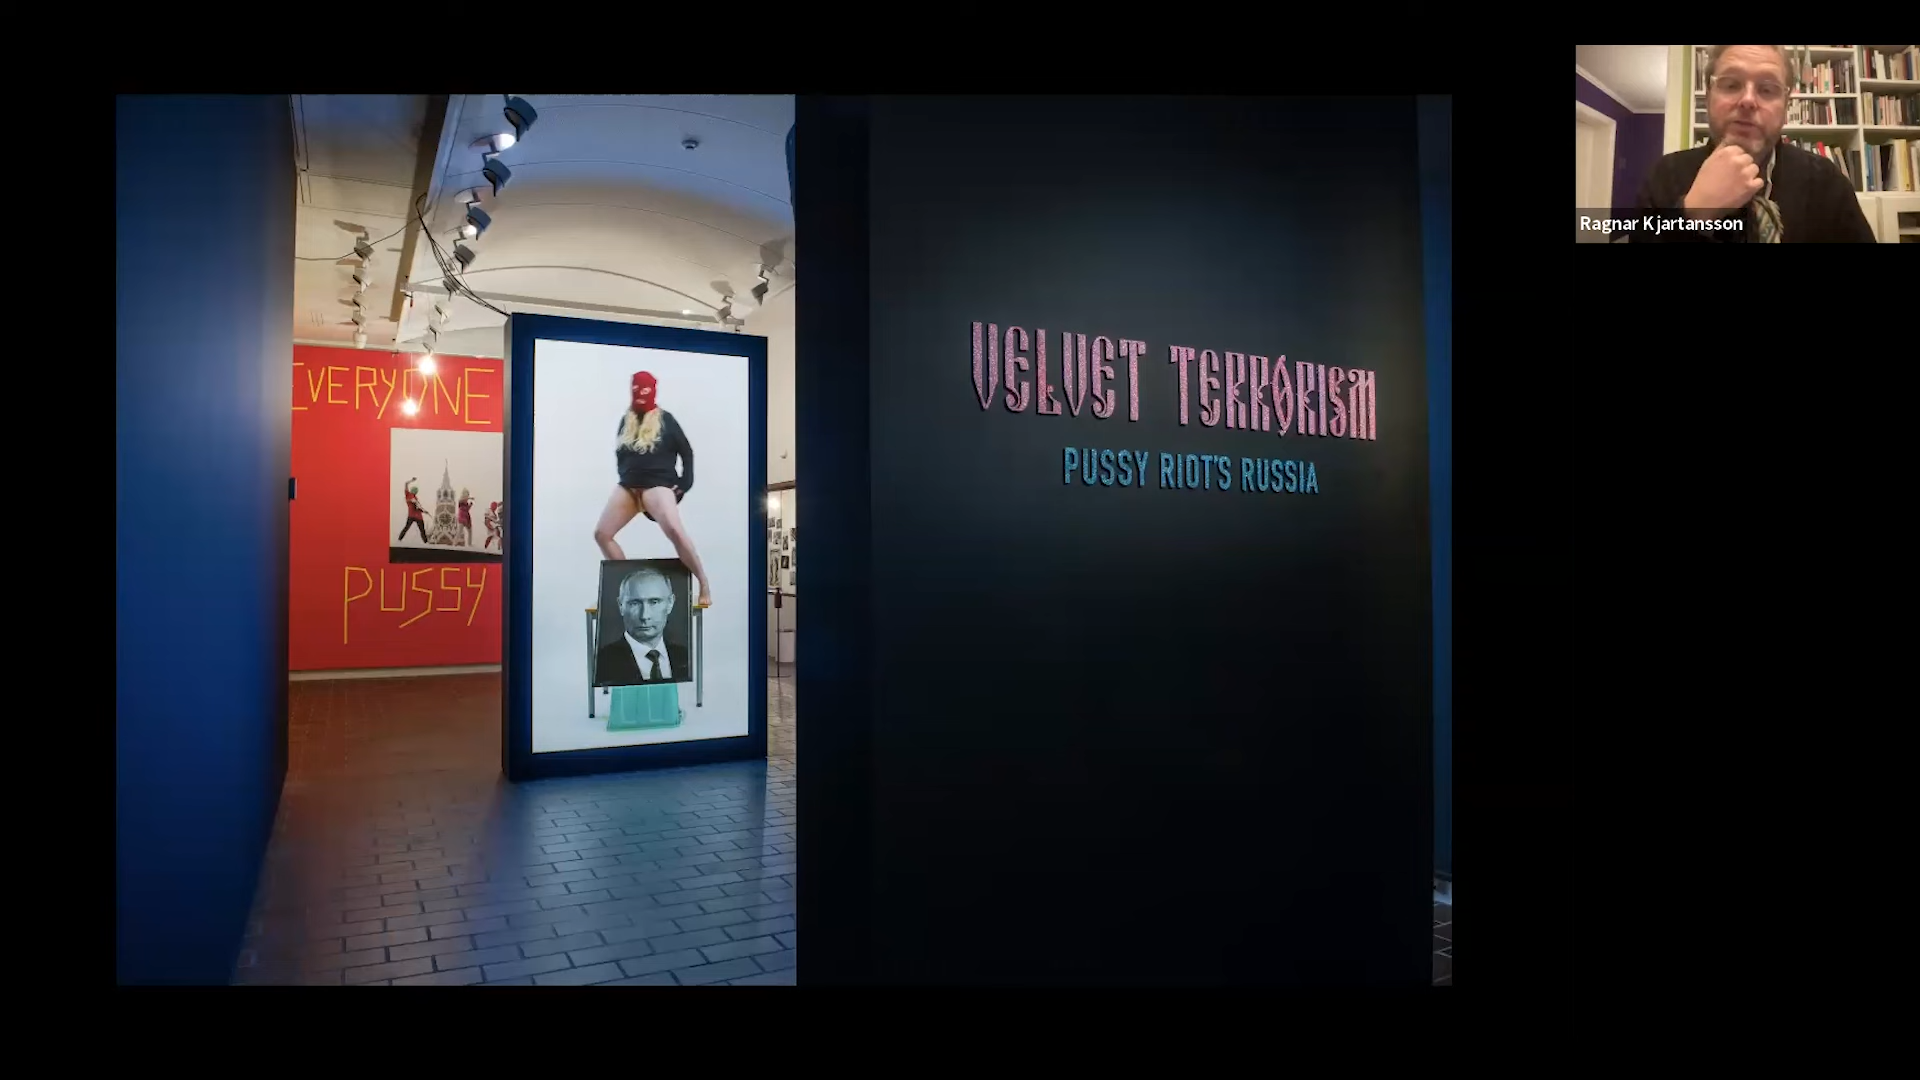 EVERYONE
PUSSY
VELVET TERRORISM
PUSSY RIOT'S RUSSIA
Ragnar Kjartansson